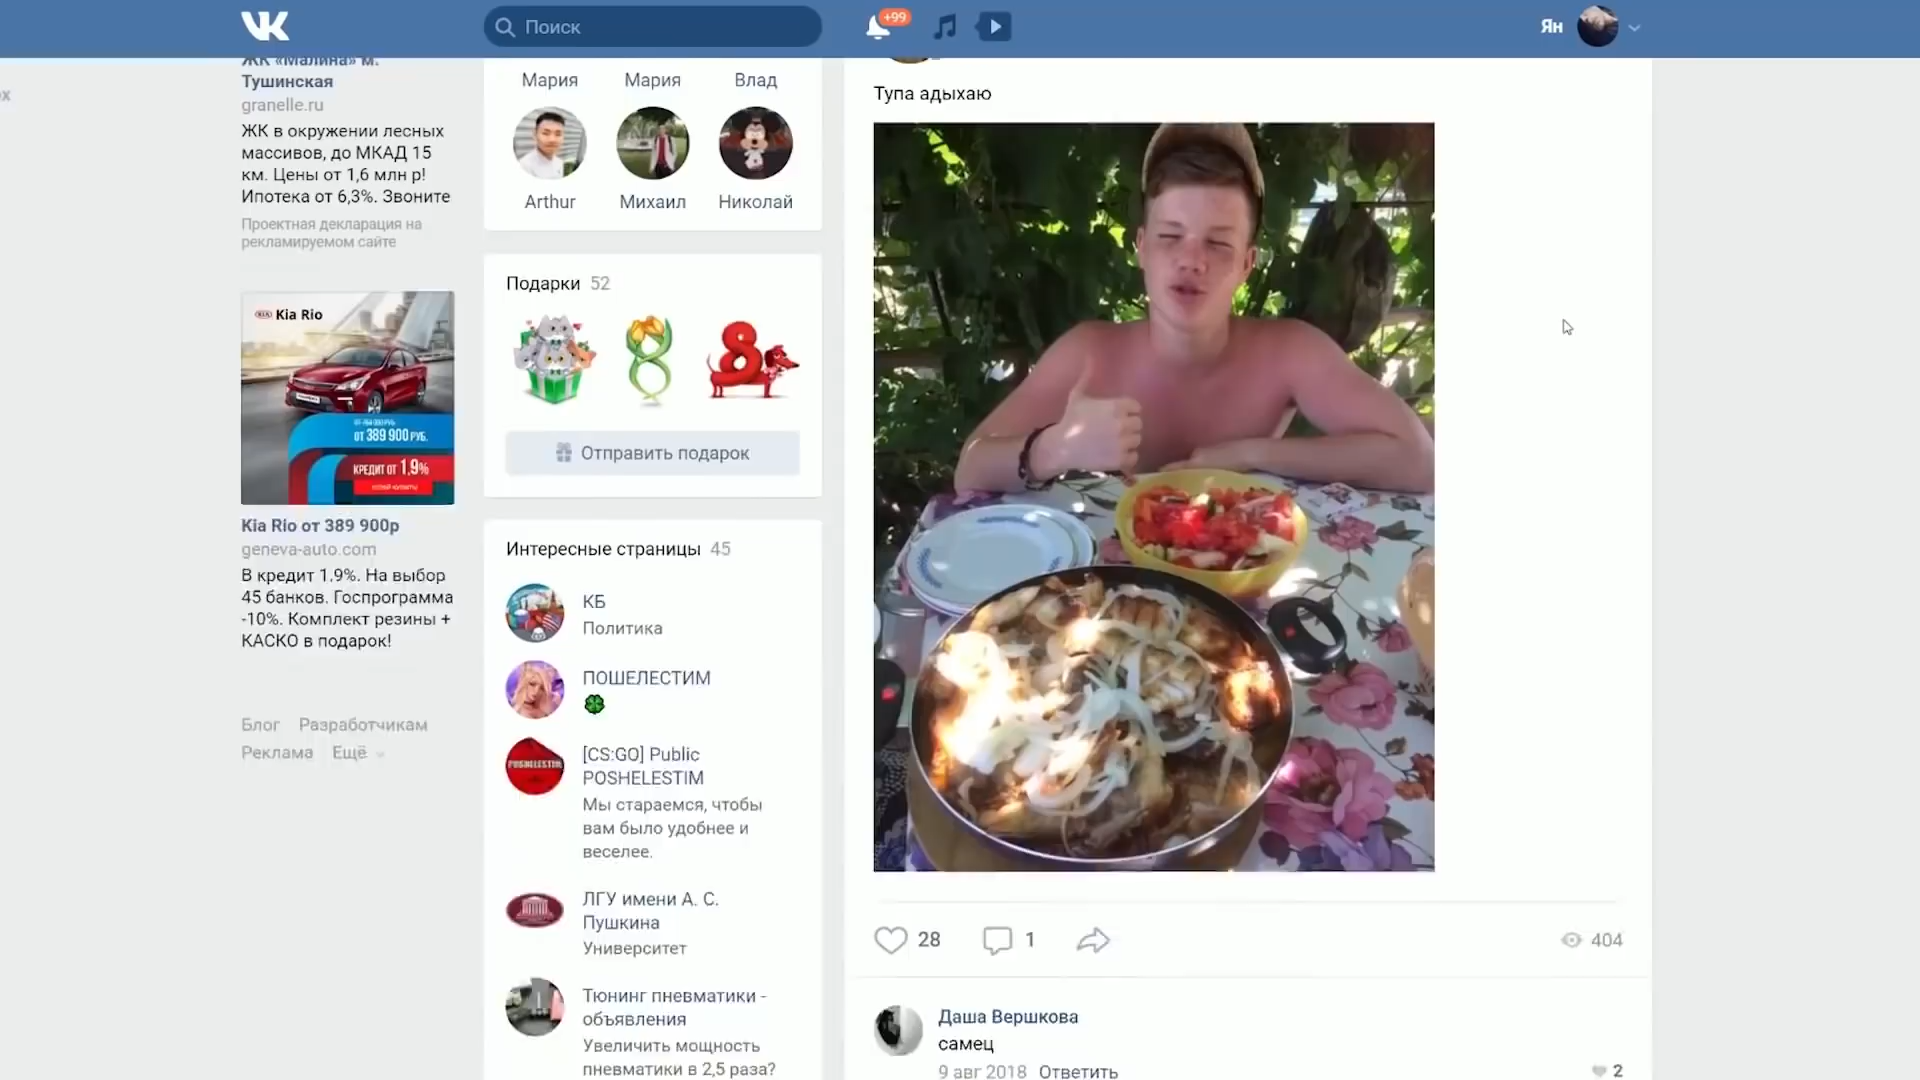 Поиск
+99
Ян
ЖК «Малина» м.
Тушинская
granelle.ru
ЖК в окружении лесных
массивов, до МКАД 15
км. Цены от 1,6 млн р!
Ипотека от 6,3%. Звоните
Проектная декларация на
рекламируемом сайте
KIA Kia Rio
ОТ 389 900 РУБ.
КРЕДИТ ОТ 1,9%
Kia Rio от 389 900р
geneva-auto.com
В кредит 1.9%. На выбор
45 банков. Госпрограмма
-10%. Комплект резины +
КАСКО в подарок!
Блог Разработчикам
Реклама Ещё
Мария Мария Влад
Arthur Михаил Николай
Подарки 52
Отправить подарок
Интересные страницы 45
КБ
Политика
ПОШЕЛЕСТИМ
POSHELESTIM
[CS:GO] Public
POSHELESTIM
Мы стараемся, чтобы
вам было удобнее и
веселее.
ЛГУ имени А. С.
Пушкина
Университет
Тюнинг пневматики -
объявления
Увеличить мощность
пневматики в 2,5 раза?
Тупа адыхаю
28 1 404
Даша Вершкова
самец
9 авг 2018 Ответить 2